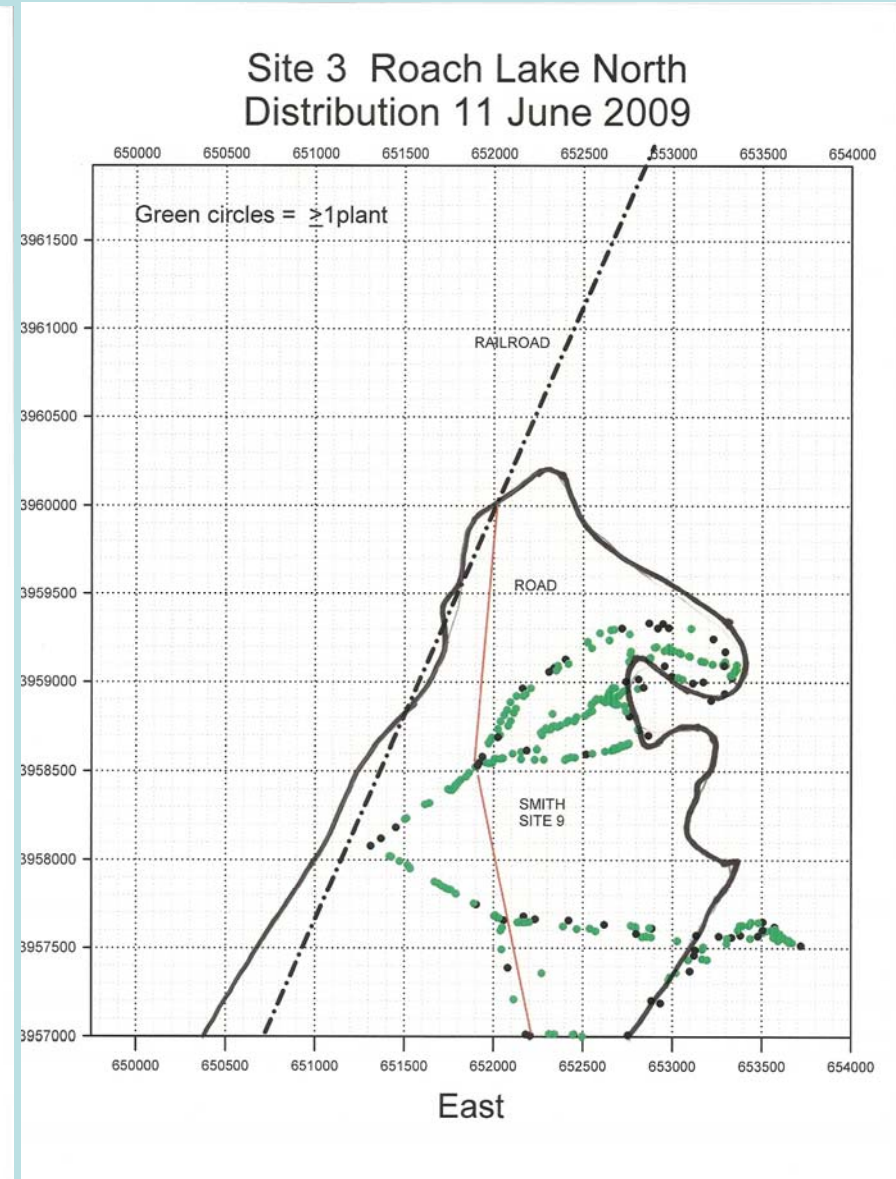 Site 3 Roach Lake North
Distribution 11 June 2009
650000 650500 651000 651500 652000 652500 653000 653500 654000
Green circles = ≥1plant
3961500
3961000
RAILROAD
3960500
3960000
3959500
ROAD
3959000
3958500
SMITH
SITE 9
3958000
3957500
3957000
650000 650500 651000 651500 652000 652500 653000 653500 654000
East